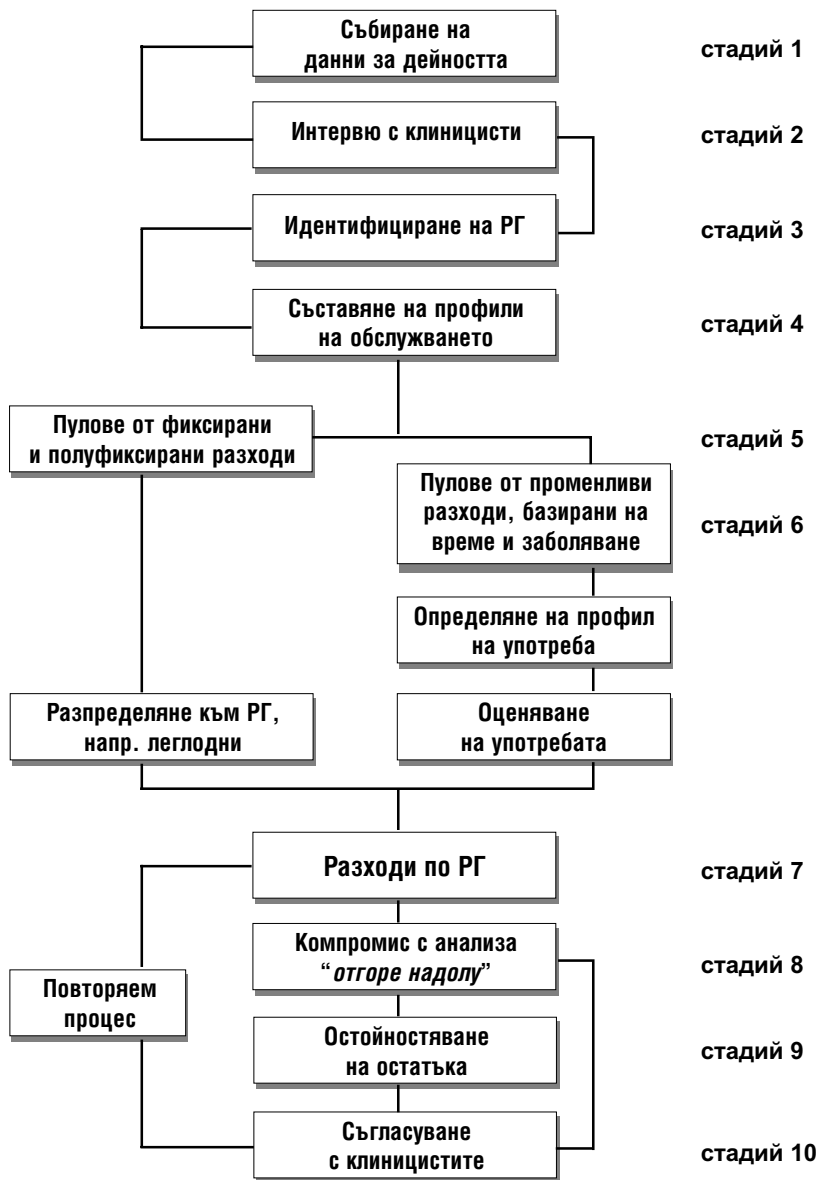 Събиране на
данни за дейността
стадий 1
Интервю с клиницисти
стадий 2
Идентифициране на РГ
стадий 3
Съставяне на профили
на обслужването
стадий 4
Пулове от фиксирани
и полуфиксирани разходи
стадий 5
Пулове от променливи
разходи, базирани на
време и заболяване
стадий 6
Определяне на профил
на употреба
Разпределяне към РГ,
напр. леглодни
Оценяване
на употребата
Разходи по РГ
стадий 7
Компромис с анализа
“отгоре надолу”
стадий 8
Повторяем
процес
Остойностяване
на остатъка
стадий 9
Съгласуване
с клиницистите
стадий 10